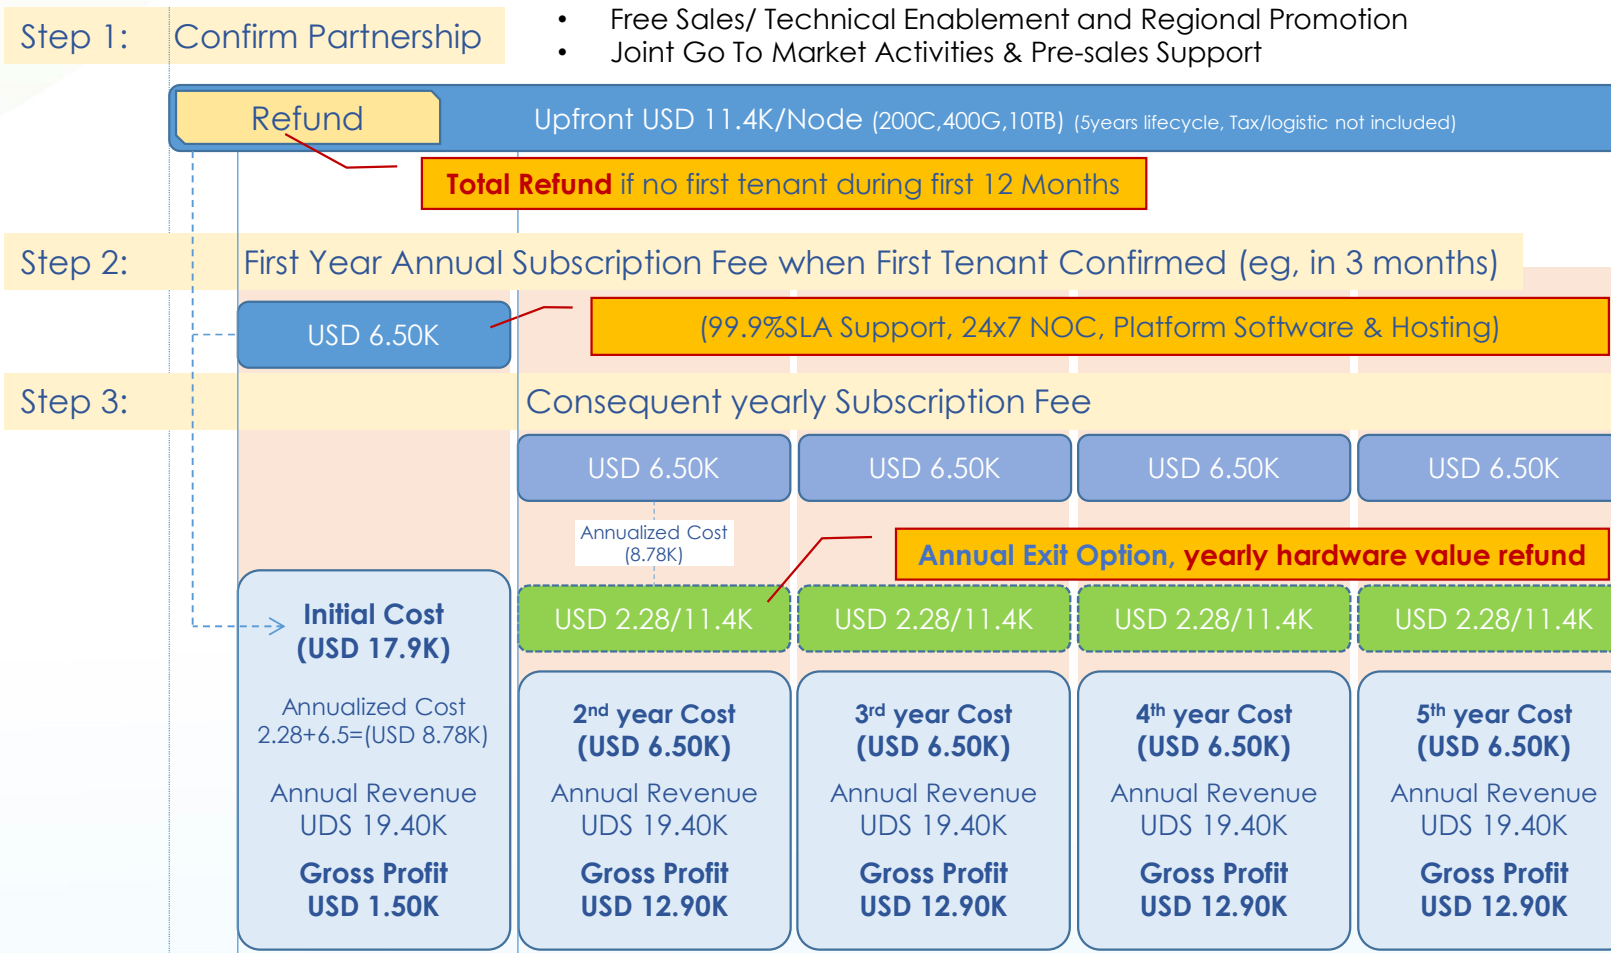 Step 1: Confirm Partnership
• Free Sales/ Technical Enablement and Regional Promotion
• Joint Go To Market Activities & Pre-sales Support
Refund
Upfront USD 11.4K/Node (200C,400G,10TB) (5years lifecycle, Tax/logistic not included)
Total Refund if no first tenant during first 12 Months
Step 2: First Year Annual Subscription Fee when First Tenant Confirmed (eg, in 3 months)
USD 6.50K
(99.9%SLA Support, 24x7 NOC, Platform Software & Hosting)
Step 3: Consequent yearly Subscription Fee
USD 6.50K USD 6.50K USD 6.50K USD 6.50K
Annualized Cost
(8.78K)
Annual Exit Option, yearly hardware value refund
USD 2.28/11.4K USD 2.28/11.4K USD 2.28/11.4K USD 2.28/11.4K
Initial Cost
(USD 17.9K)
Annualized Cost
2.28+6.5=(USD 8.78K)
Annual Revenue
UDS 19.40K
Gross Profit
USD 1.50K
2nd year Cost
(USD 6.50K)
Annual Revenue
UDS 19.40K
Gross Profit
USD 12.90K
3rd year Cost
(USD 6.50K)
Annual Revenue
UDS 19.40K
Gross Profit
USD 12.90K
4th year Cost
(USD 6.50K)
Annual Revenue
UDS 19.40K
Gross Profit
USD 12.90K
5th year Cost
(USD 6.50K)
Annual Revenue
UDS 19.40K
Gross Profit
USD 12.90K